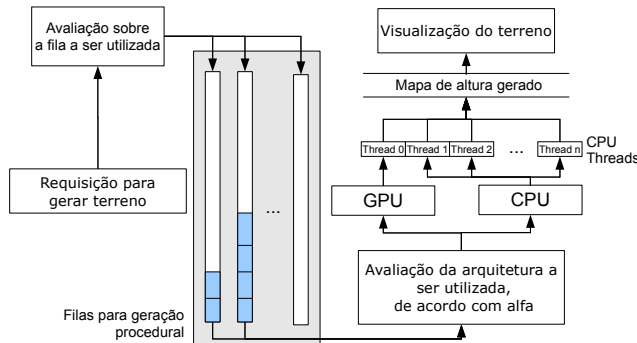 Avaliação sobre
a fila a ser utilizada
Requisição para
gerar terreno
...
Filas para geração
procedural
Visualização do terreno
Mapa de altura gerado
Thread 0
Thread 1
Thread 2
...
Thread n
CPU
Threads
GPU
CPU
Avaliação da arquitetura a
ser utilizada,
de acordo com alfa